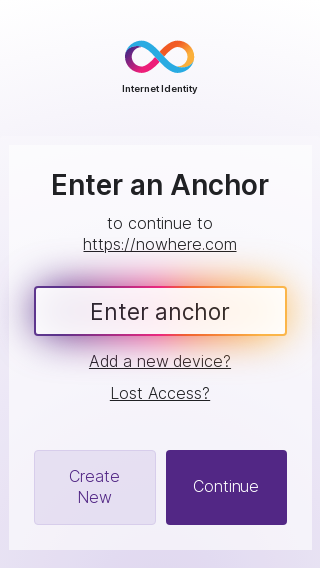 Internet Identity
Enter an Anchor
to continue to
https://nowhere.com
Enter anchor
Add a new device?
Lost Access?
Create
New
Continue